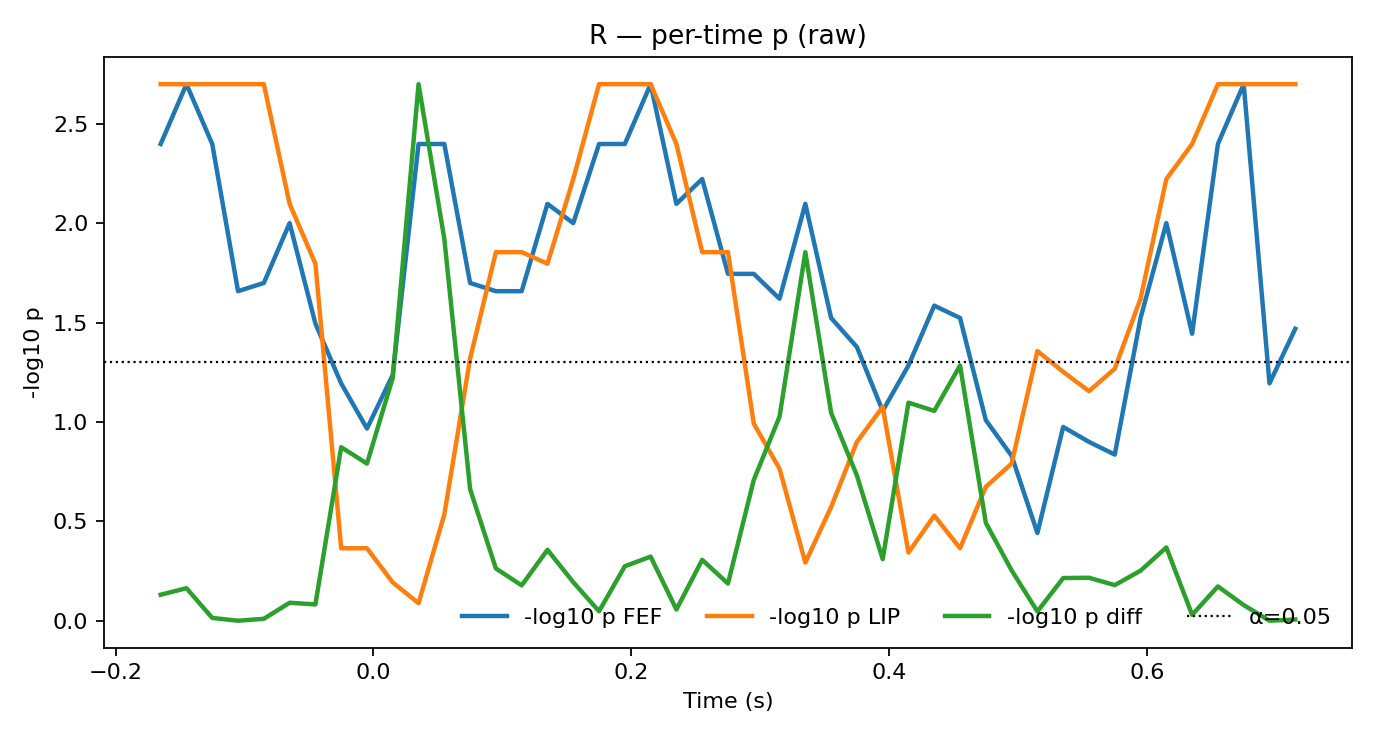 R — per-time p (raw)
-log10 p
2.5
2.0
1.5
1.0
0.5
0.0
-log10 p FEF
-log10 p LIP
-log10 p diff
α=0.05
−0.2
0.0
0.2
0.4
0.6
Time (s)